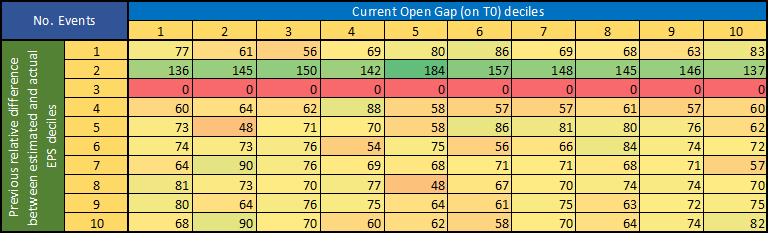 No. Events
Current Open Gap (on T0) deciles
1 2 3 4 5 6 7 8 9 10
Previous relative difference
between estimated and actual
EPS deciles
1 77 61 56 69 80 86 69 68 63 83
2 136 145 150 142 184 157 148 145 146 137
3 0 0 0 0 0 0 0 0 0 0
4 60 64 62 88 58 57 57 61 57 60
5 73 48 71 70 58 86 81 80 76 62
6 74 73 76 54 75 56 66 84 74 72
7 64 90 76 69 68 71 71 68 71 57
8 81 73 70 77 48 67 70 74 74 70
9 80 64 76 75 64 61 75 63 72 75
10 68 90 70 60 62 58 70 64 74 82